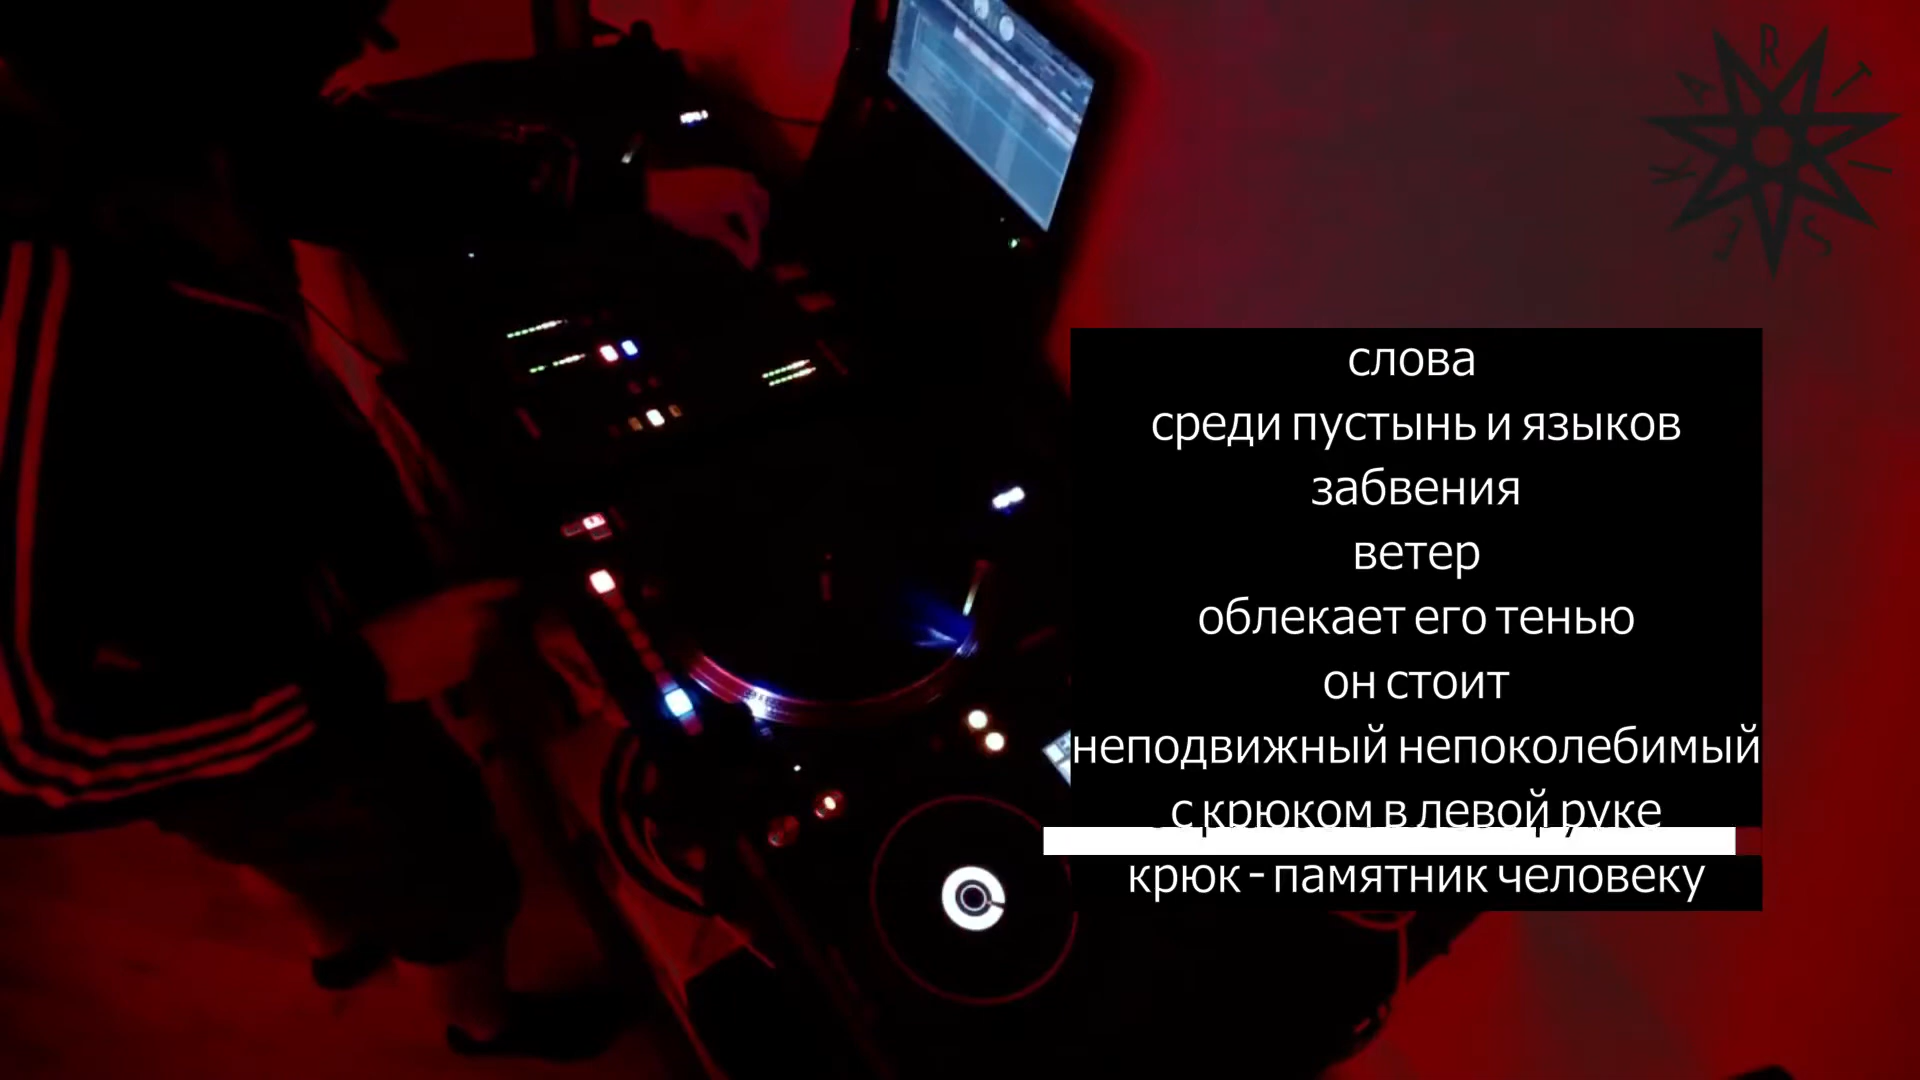 слова
среди пустынь и языков
забвения
ветер
облекает его тенью
он стоит
неподвижный непоколебимый
с крюком в левой руке
крюк - памятник человеку